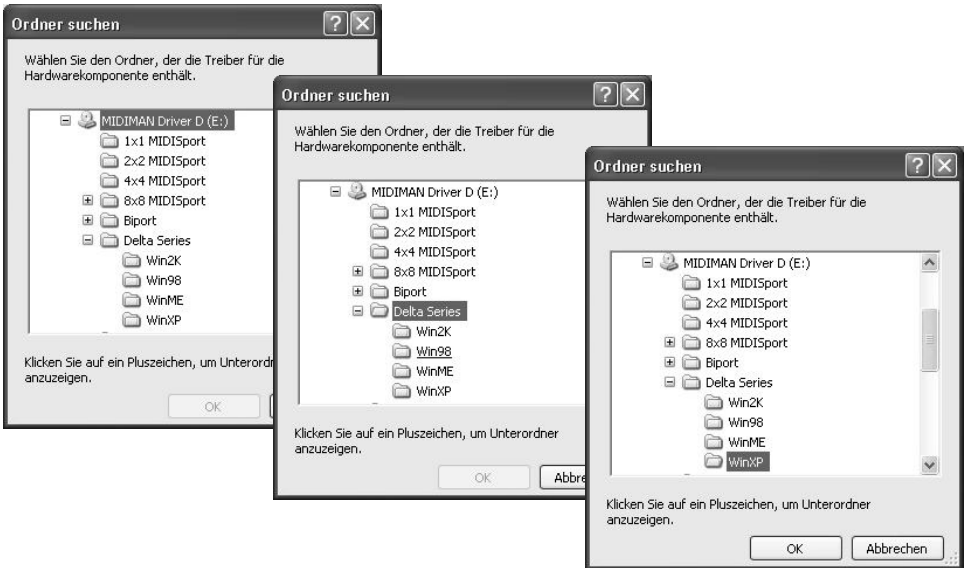 Ordner suchen
Wählen Sie den Ordner, der die Treiber für die
Hardwarekomponente enthält.
MIDIMAN Driver D (E:)
1x1 MIDISport
2x2 MIDISport
4x4 MIDISport
8x8 MIDISport
Biport
Delta Series
Win2K
Win98
WinME
WinXP
Klicken Sie auf ein Pluszeichen, um Unterordn
anzuzeigen.
OK
Ordner suchen
Wählen Sie den Ordner, der die Treiber für die
Hardwarekomponente enthält.
MIDIMAN Driver D (E:)
1x1 MIDISport
2x2 MIDISport
4x4 MIDISport
8x8 MIDISport
Biport
Delta Series
Win2K
Win98
WinME
WinXP
Klicken Sie auf ein Pluszeichen, um Unterordner
anzuzeigen.
OK Abbre
Ordner suchen
Wählen Sie den Ordner, der die Treiber für die
Hardwarekomponente enthält.
MIDIMAN Driver D (E:)
1x1 MIDISport
2x2 MIDISport
4x4 MIDISport
8x8 MIDISport
Biport
Delta Series
Win2K
Win98
WinME
WinXP
Klicken Sie auf ein Pluszeichen, um Unterordner
anzuzeigen.
OK Abbrechen